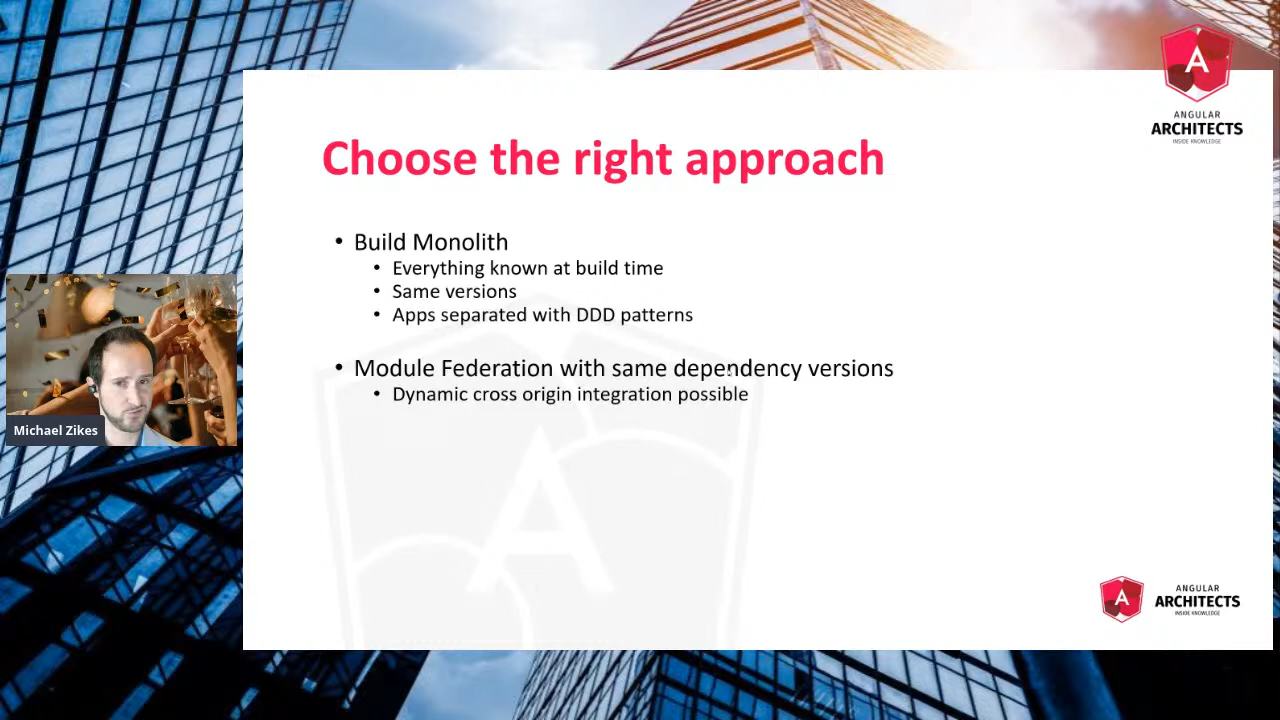 ANGULAR
ARCHITECTS
INSIDE KNOWLEDGE
Choose the right approach
• Build Monolith
• Everything known at build time
• Same versions
• Apps separated with DDD patterns
• Module Federation with same dependency versions
• Dynamic cross origin integration possible
Michael Zikes
ANGULAR
ARCHITECTS
INSIDE KNOWLEDGE